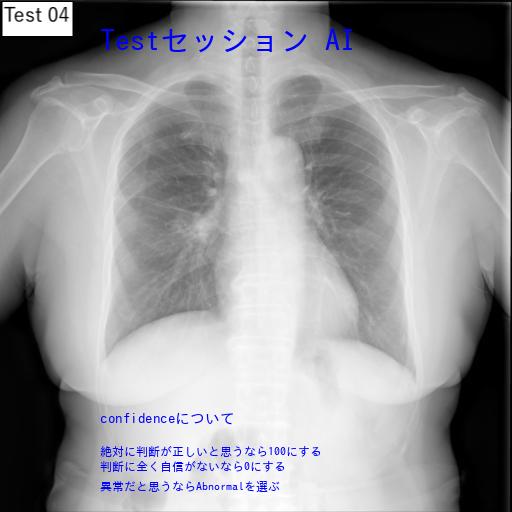 Test 04
Testセッション AI
confidenceについて
絶対に判断が正しいと思うなら100にする
判断に全く自信がないなら0にする
異常だと思うならAbnormalを選ぶ